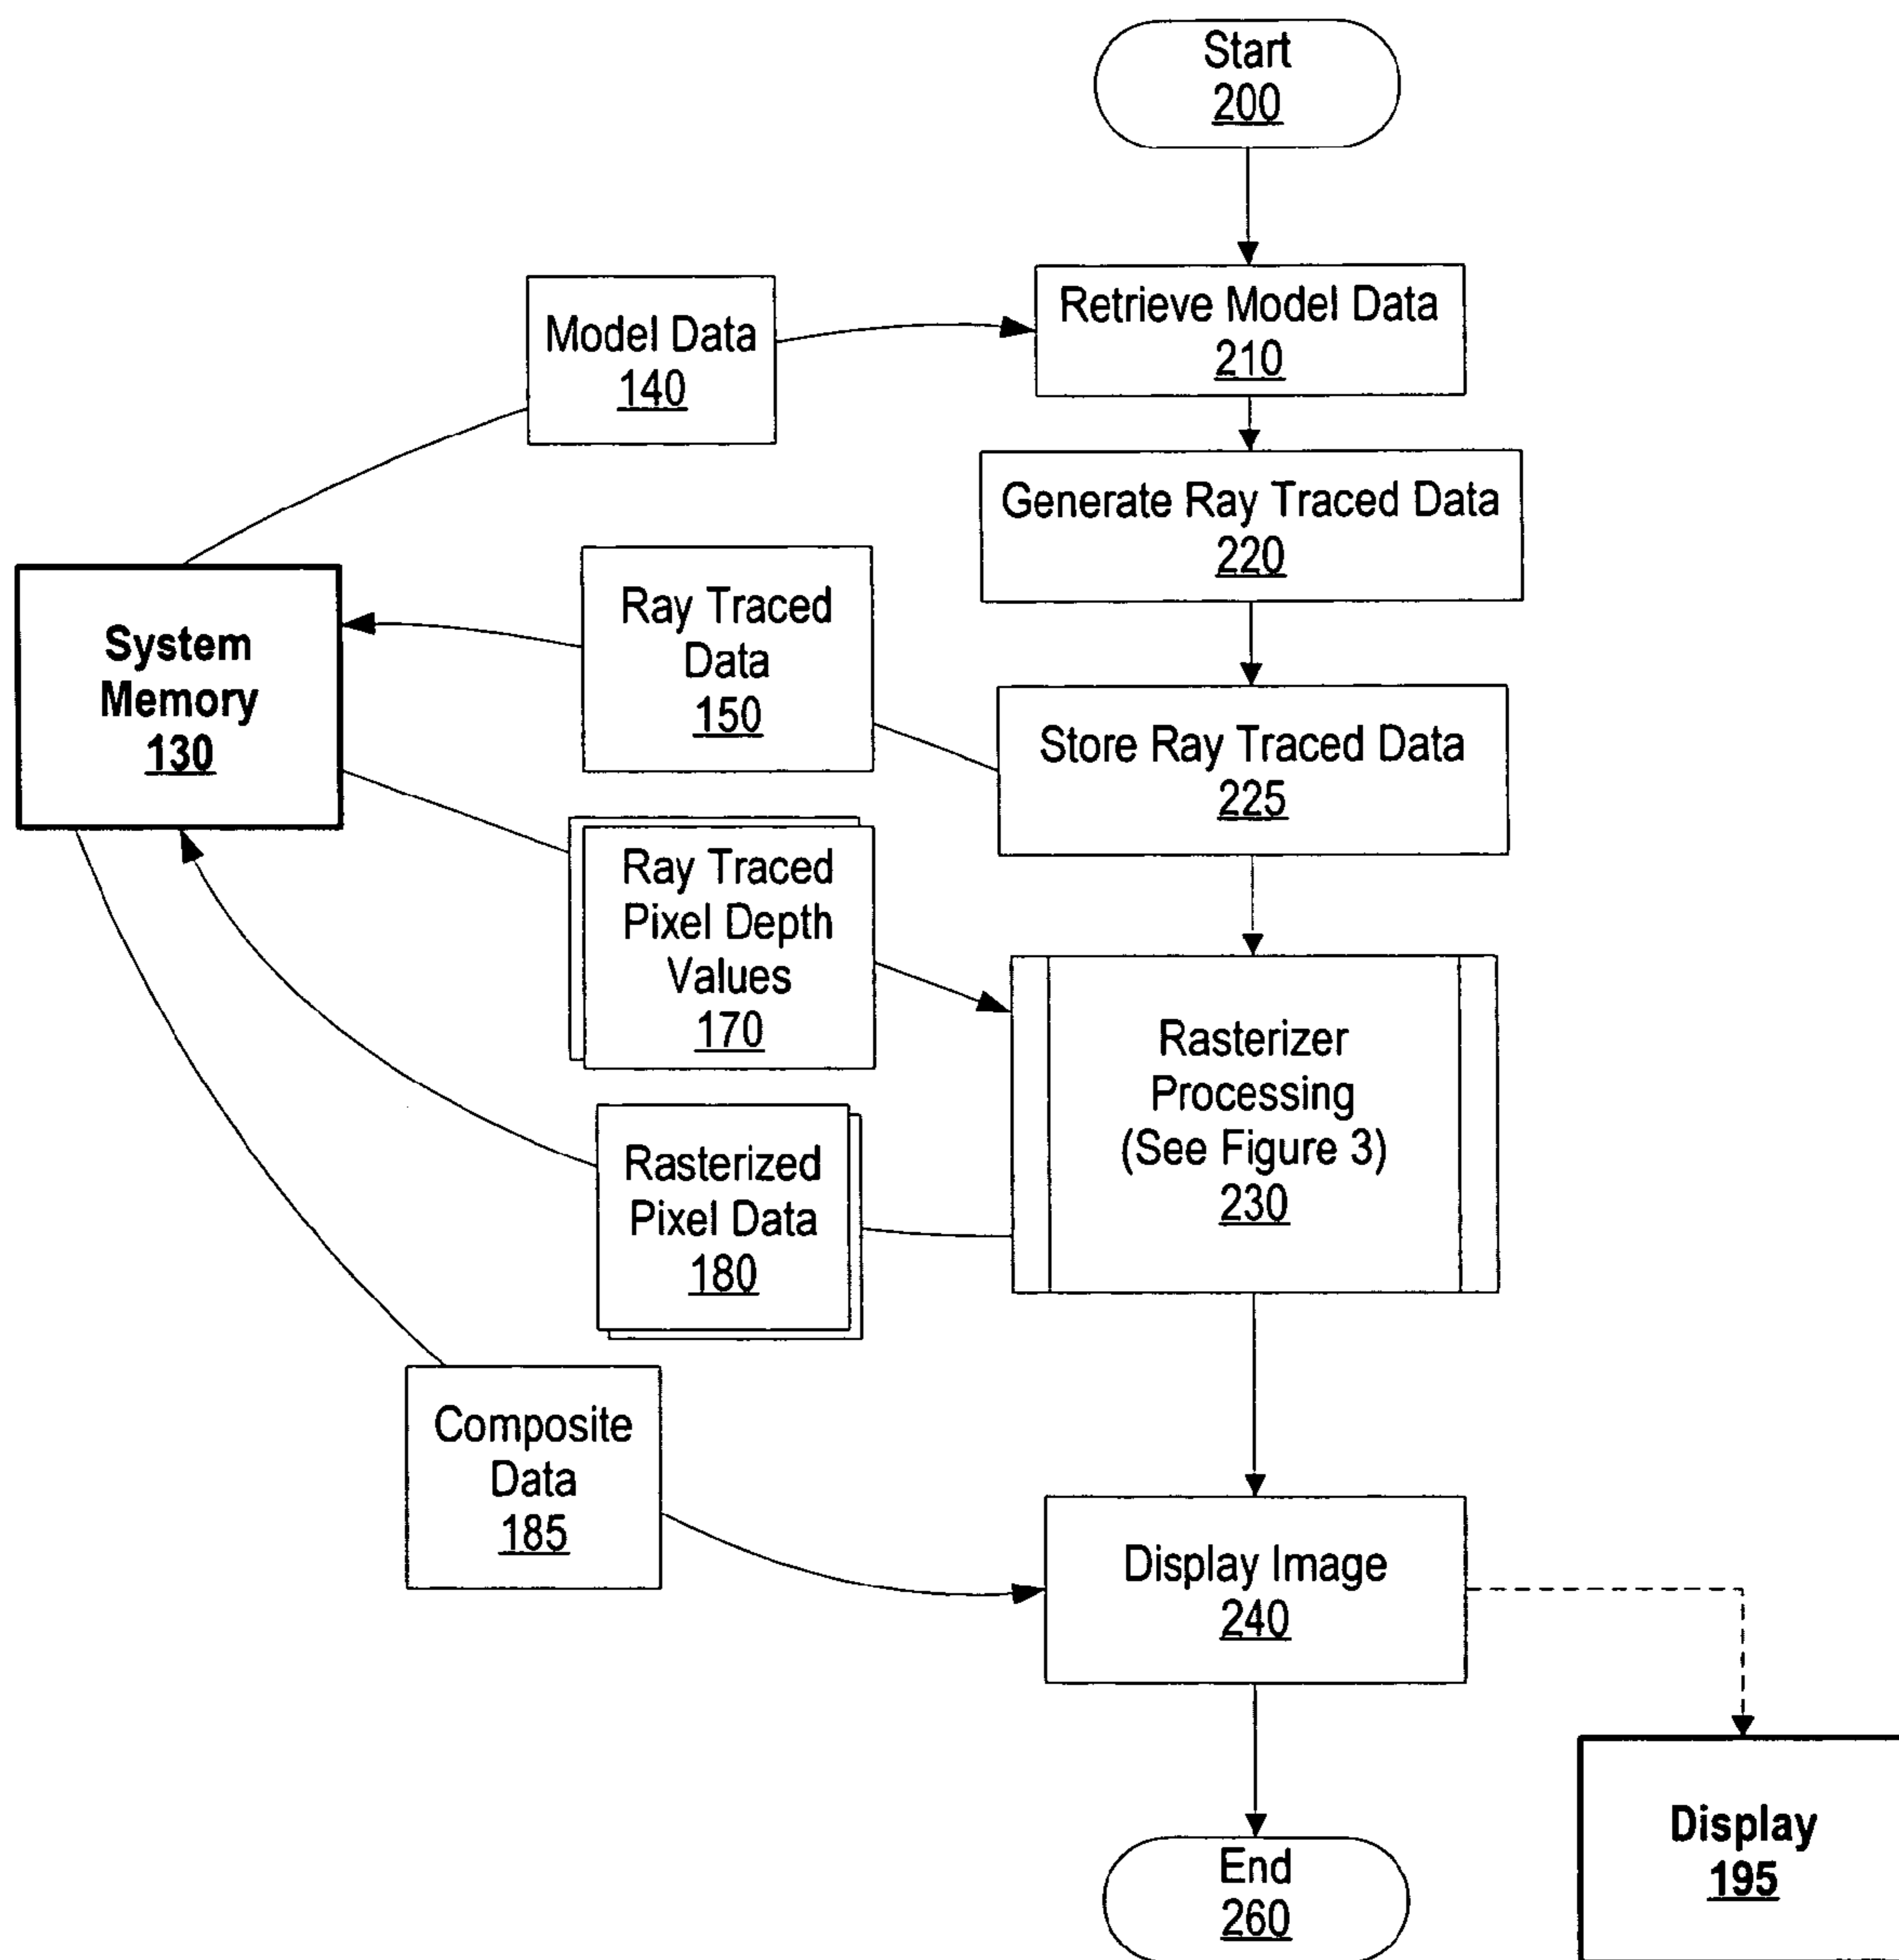 Start
200
Retrieve Model Data
210
Model Data
140
Generate Ray Traced Data
220
System
Memory
130
Ray Traced
Data
150
Store Ray Traced Data
225
Ray Traced
Pixel Depth
Values
170
Rasterizer
Processing
(See Figure 3)
230
Rasterized
Pixel Data
180
Composite
Data
185
Display Image
240
Display
195
End
260